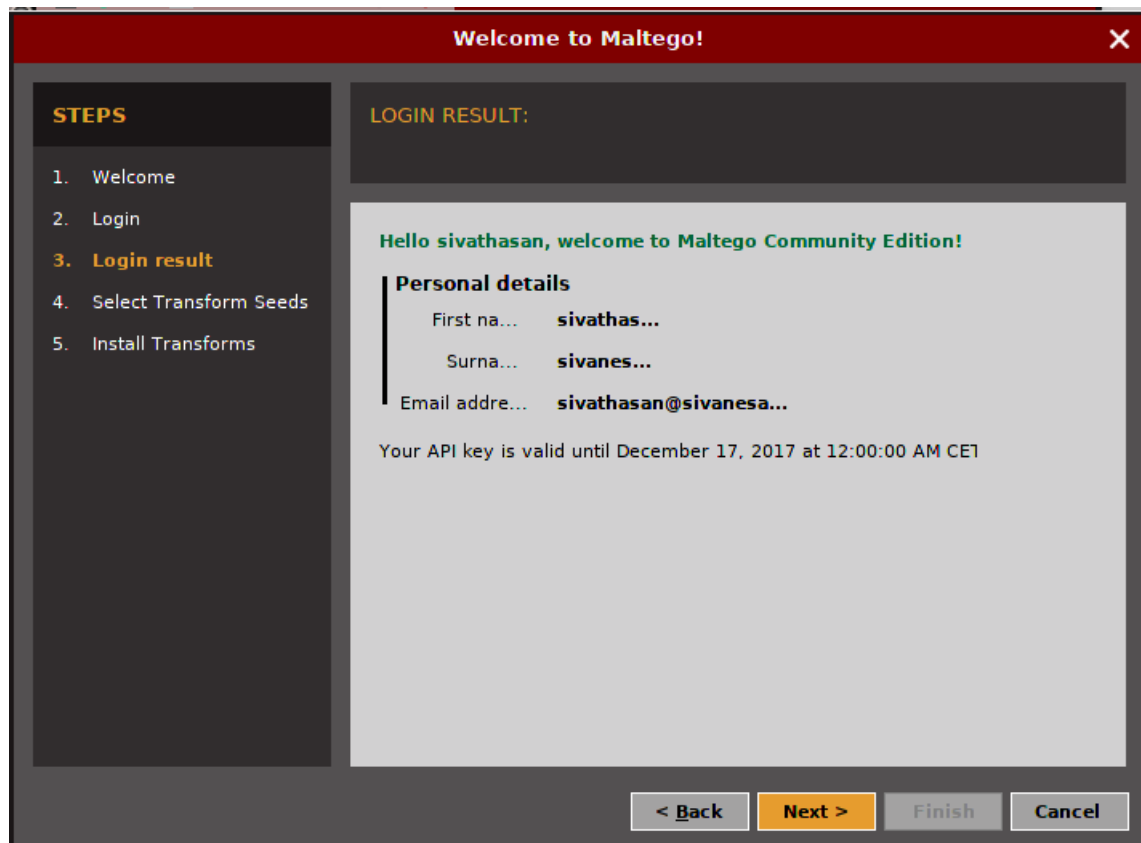 Welcome to Maltego!
STEPS
1. Welcome
2. Login
3. Login result
4. Select Transform Seeds
5. Install Transforms
LOGIN RESULT:
Hello sivathasan, welcome to Maltego Community Edition!
Personal details
First na... sivathas...
Surna... sivanes...
Email addre... sivathasan@sivanesa...
Your API key is valid until December 17, 2017 at 12:00:00 AM CET
< Back Next > Finish Cancel